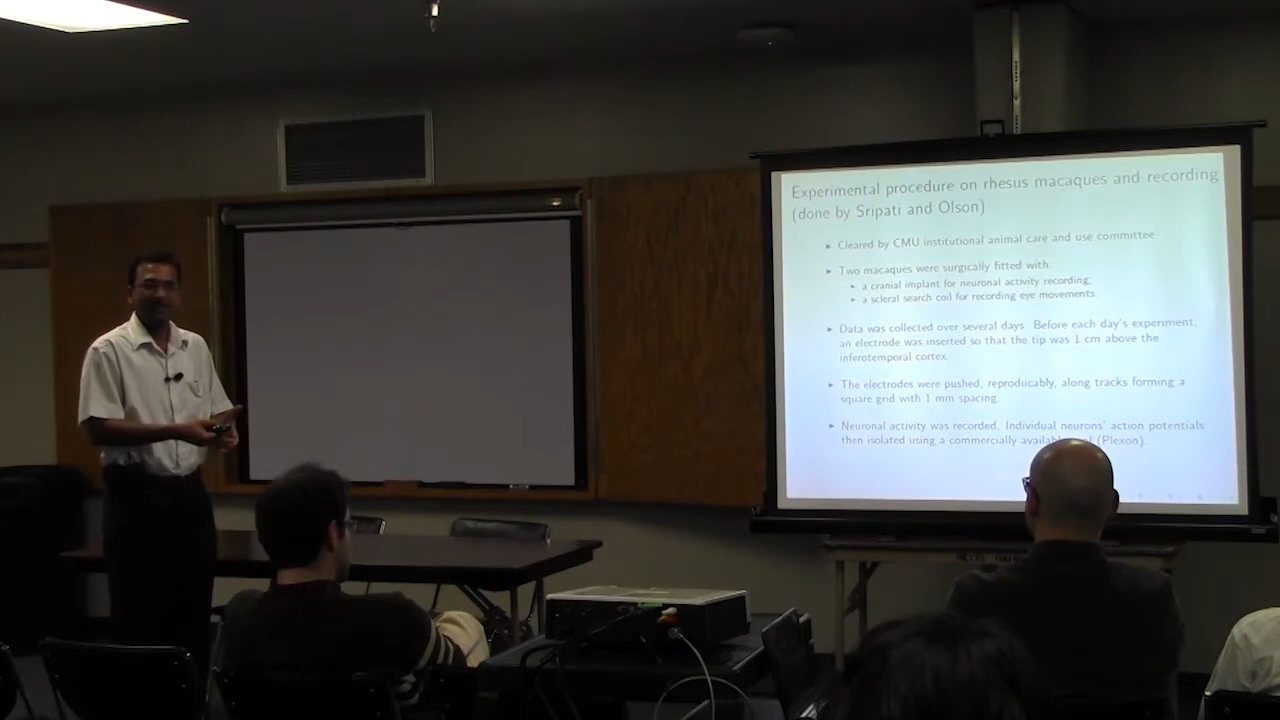 Experimental procedure on rhesus macaques and recording
(done by Sripati and Olson)
▸ Cleared by CMU institutional animal care and use committee
▸ Two macaques were surgically fitted with:
▸ a cranial implant for neuronal activity recording;
▸ a scleral search coil for recording eye movements.
▸ Data was collected over several days. Before each day's experiment,
an electrode was inserted so that the tip was 1 cm above the
inferotemporal cortex.
▸ The electrodes were pushed, reproducably, along tracks forming a
square grid with 1 mm spacing.
▸ Neuronal activity was recorded. Individual neurons' action potentials
then isolated using a commercially (Plexon).